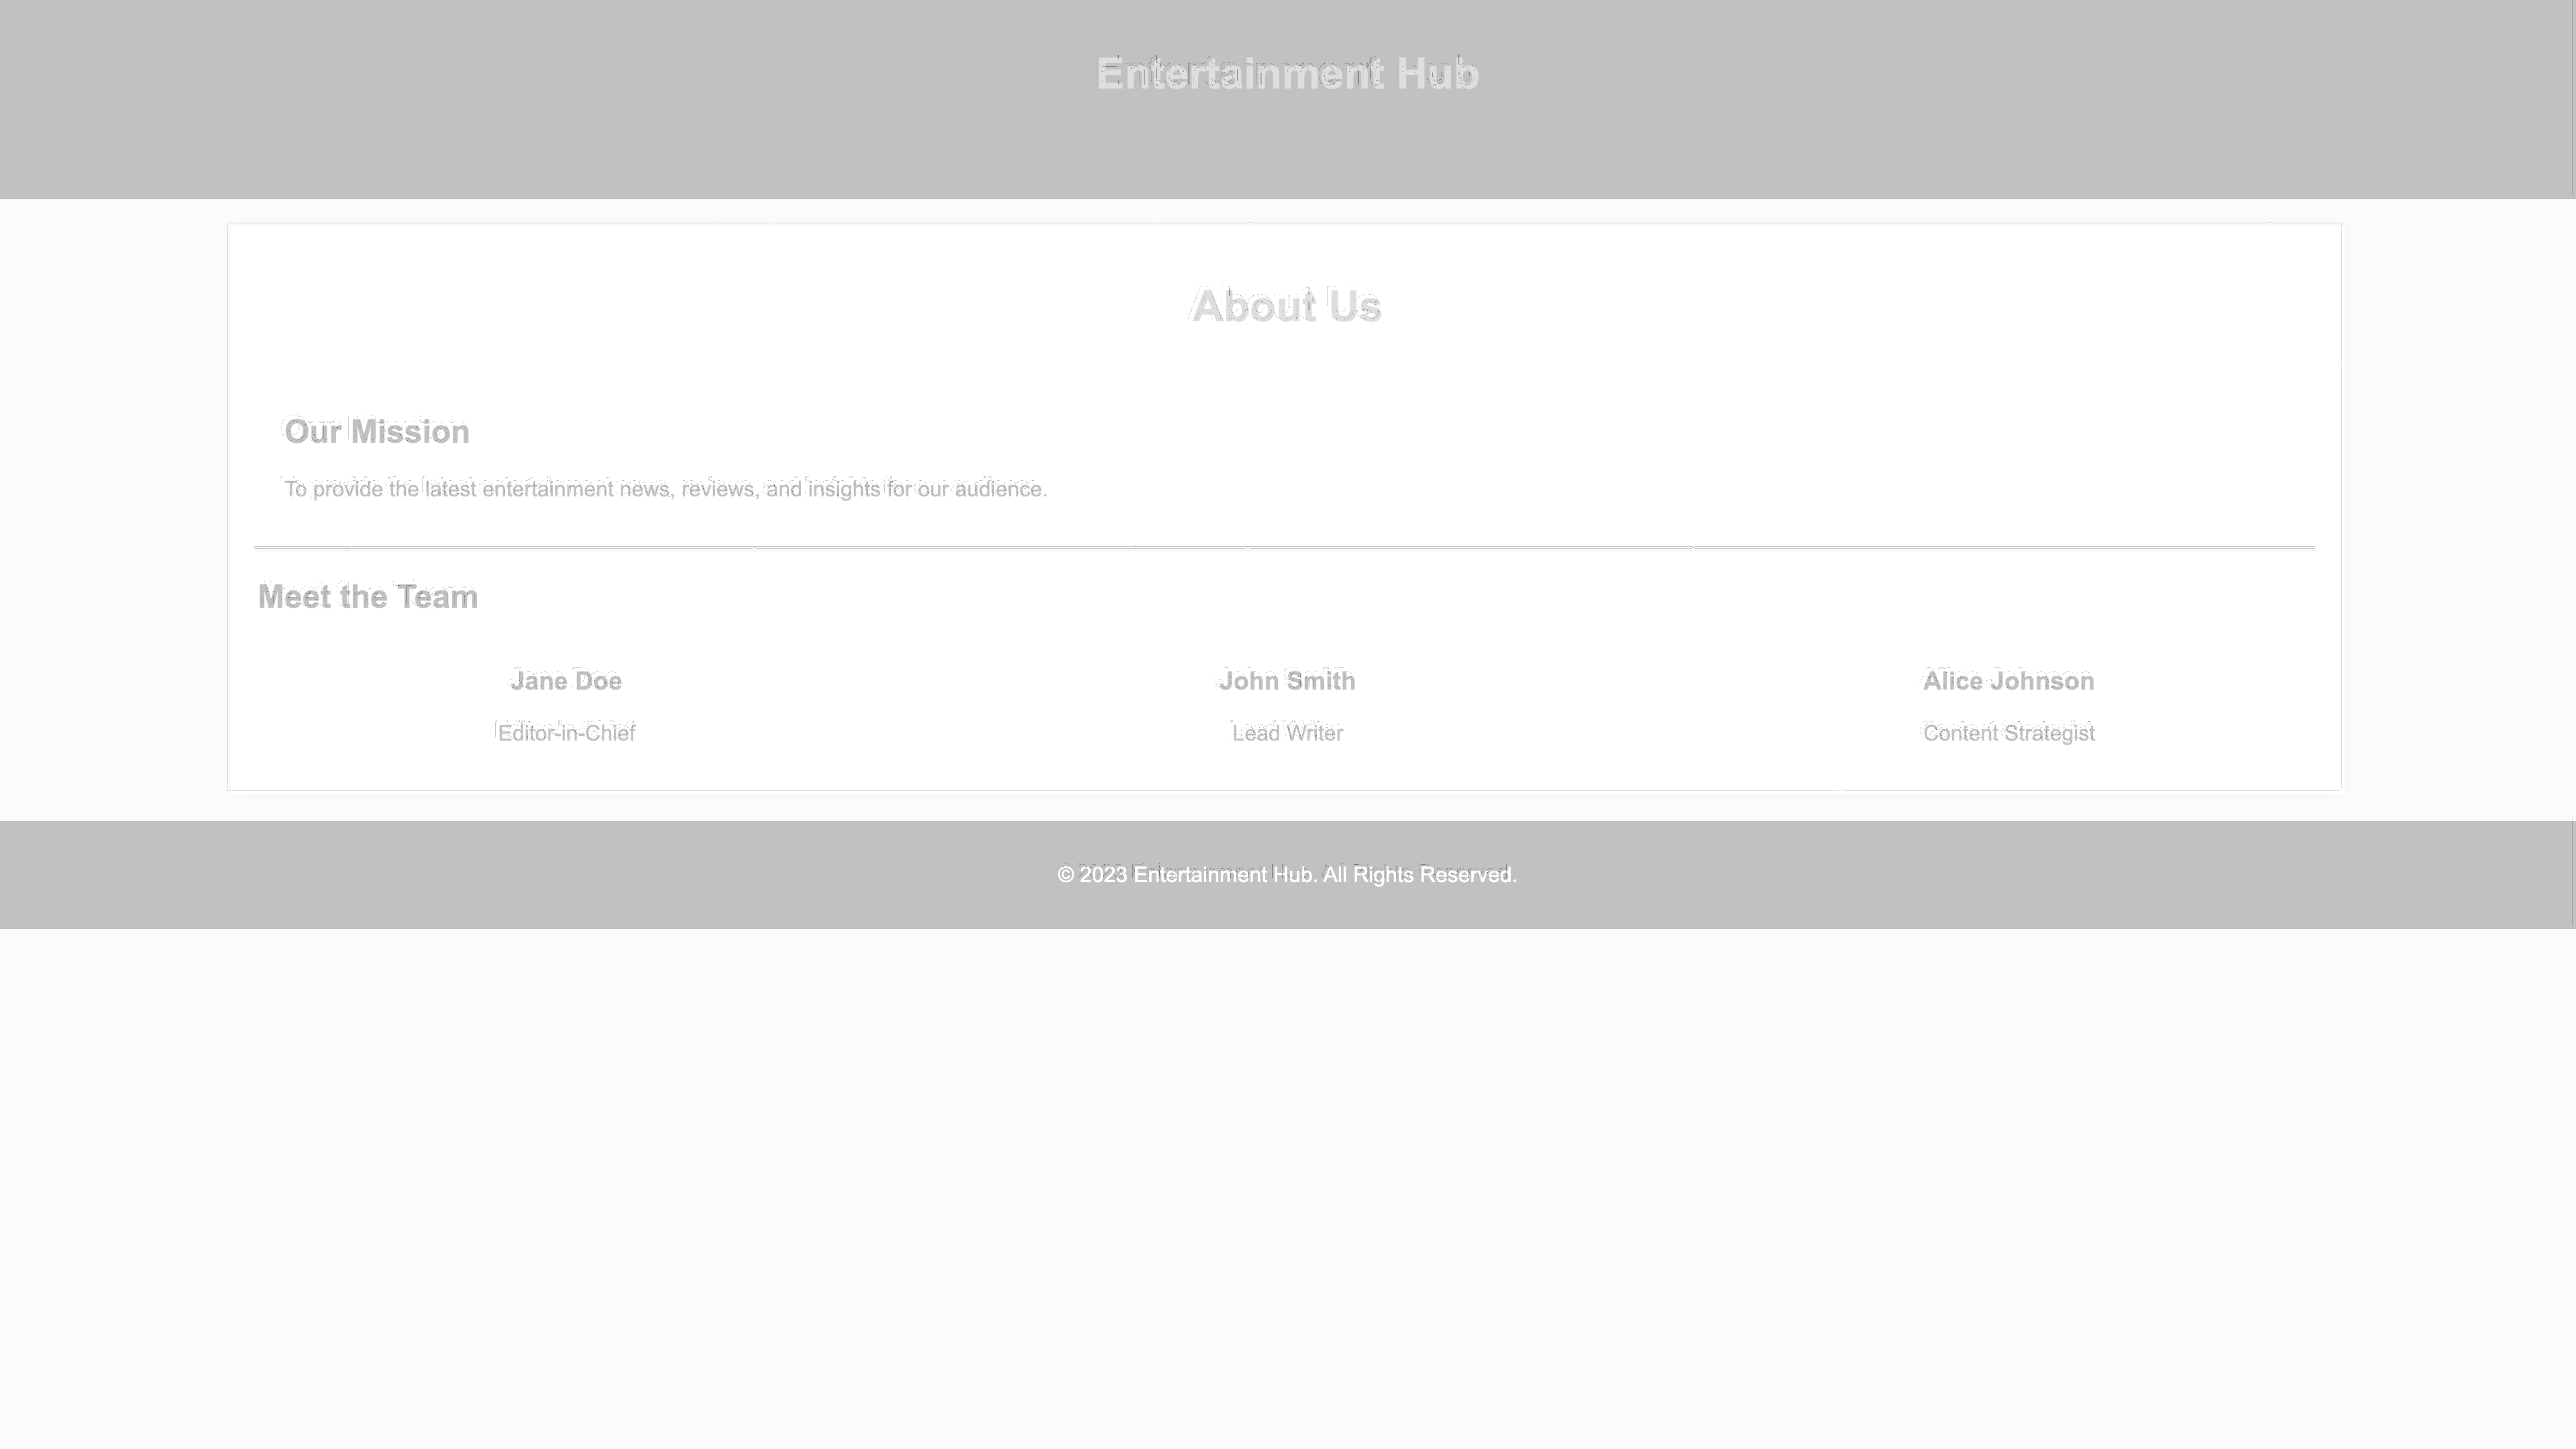 Entertainment Hub
About Us
Our Mission
To provide the latest entertainment news, reviews, and insights for our audience.
Meet the Team
Jane Doe
John Smith
Alice Johnson
Editor-in-Chief
Lead Writer
Content Strategist
© 2023 Entertainment Hub. All Rights Reserved.